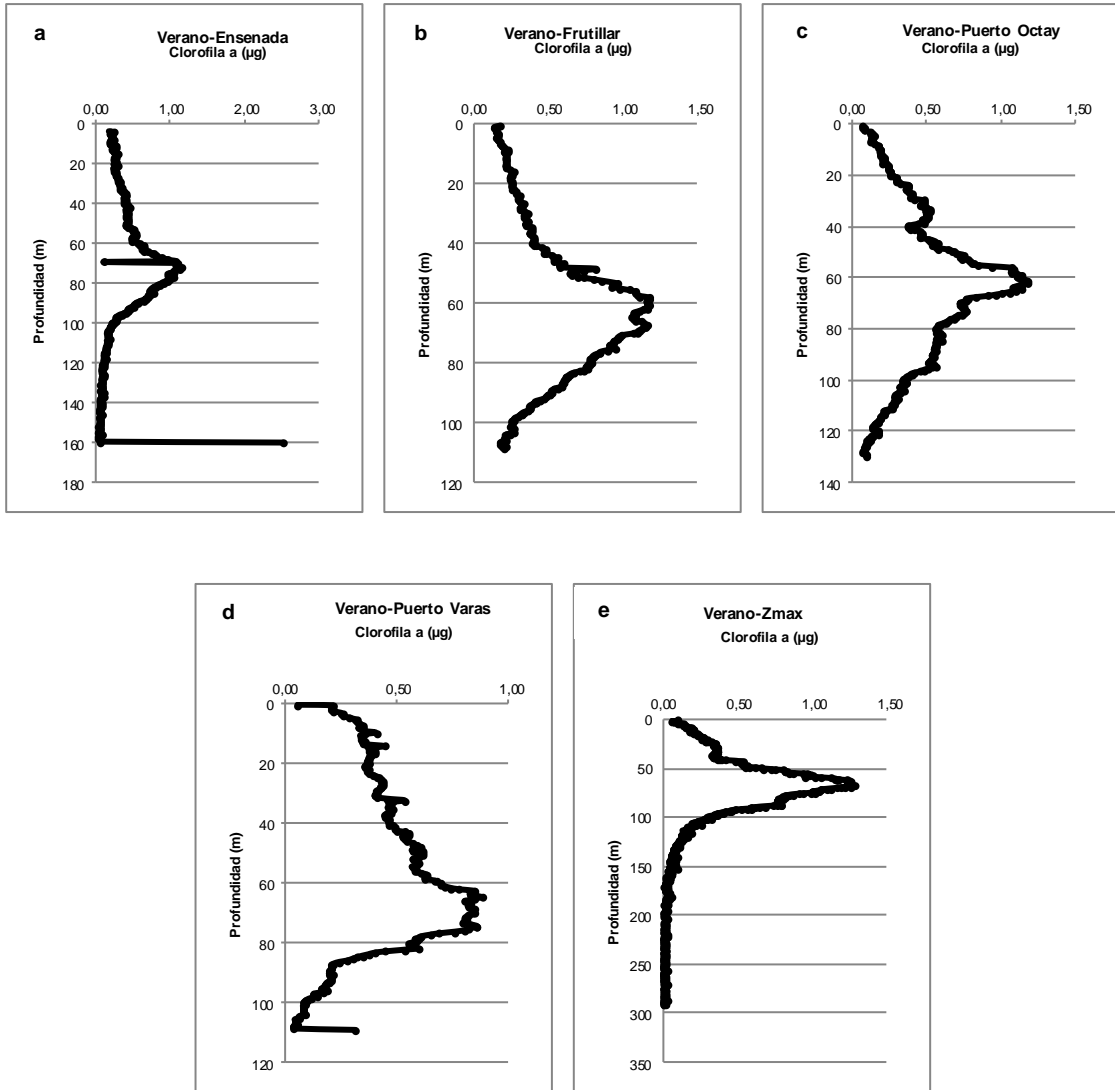 a
Verano-Ensenada
Clorofila a (µg)
0,00 1,00 2,00 3,00
0
20
40
60
80
100
120
140
160
180
Profundidad (m)
b
Verano-Frutillar
Clorofila a (µg)
0,00 0,50 1,00 1,50
0
20
40
60
80
100
120
Profundidad (m)
c
Verano-Puerto Octay
Clorofila a (µg)
0,00 0,50 1,00 1,50
0
20
40
60
80
100
120
140
Profundidad (m)
d
Verano-Puerto Varas
Clorofila a (µg)
0,00 0,50 1,00
0
20
40
60
80
100
120
Profundidad (m)
e
Verano-Zmax
Clorofila a (µg)
0,00 0,50 1,00 1,50
0
50
100
150
200
250
300
350
Profundidad (m)